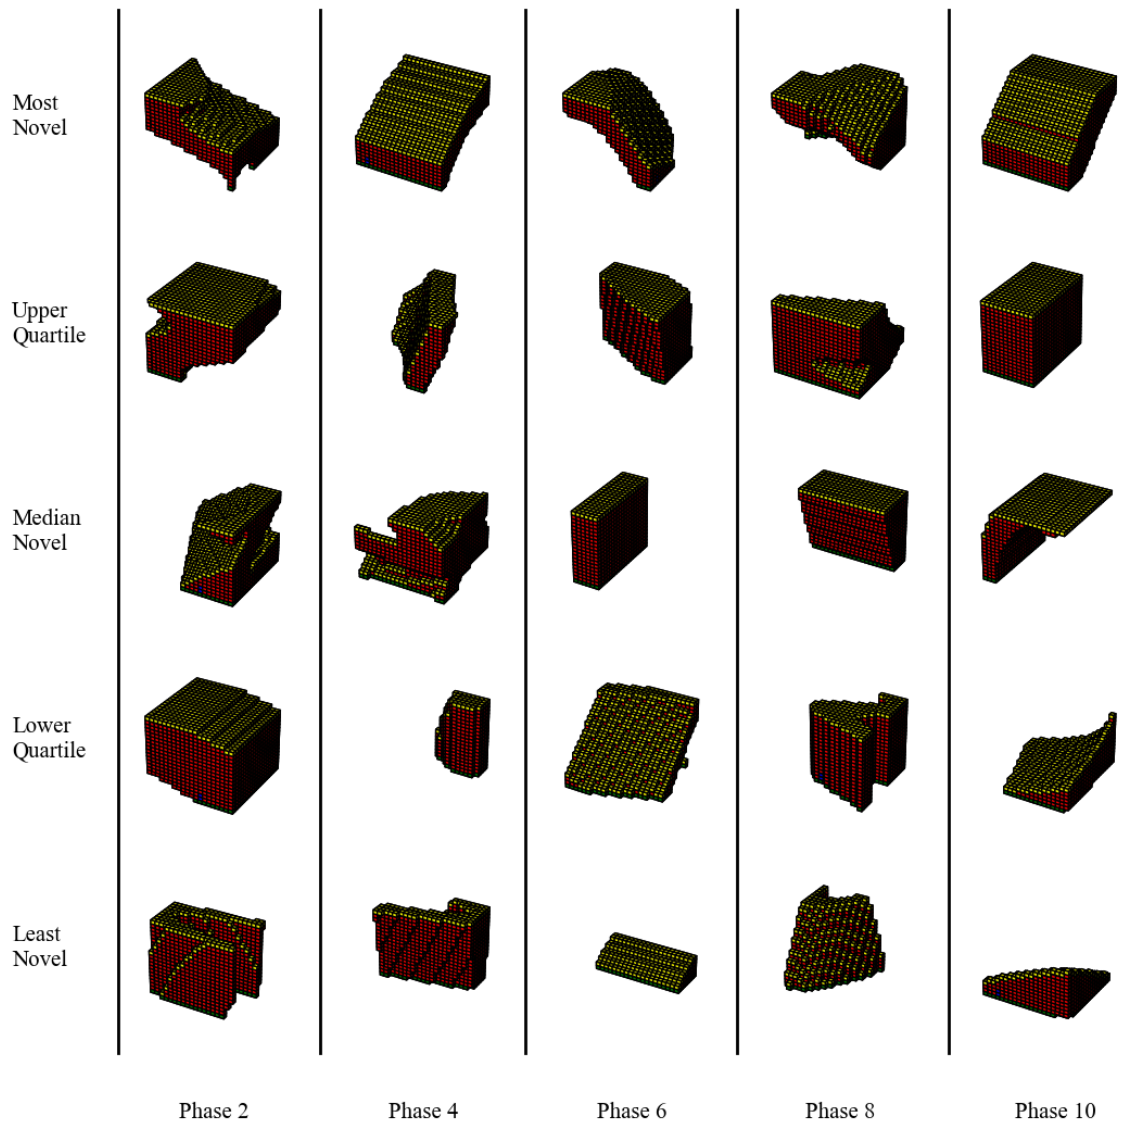 Most
Novel
Upper
Quartile
Median
Novel
Lower
Quartile
Least
Novel
Phase 2
Phase 4
Phase 6
Phase 8
Phase 10